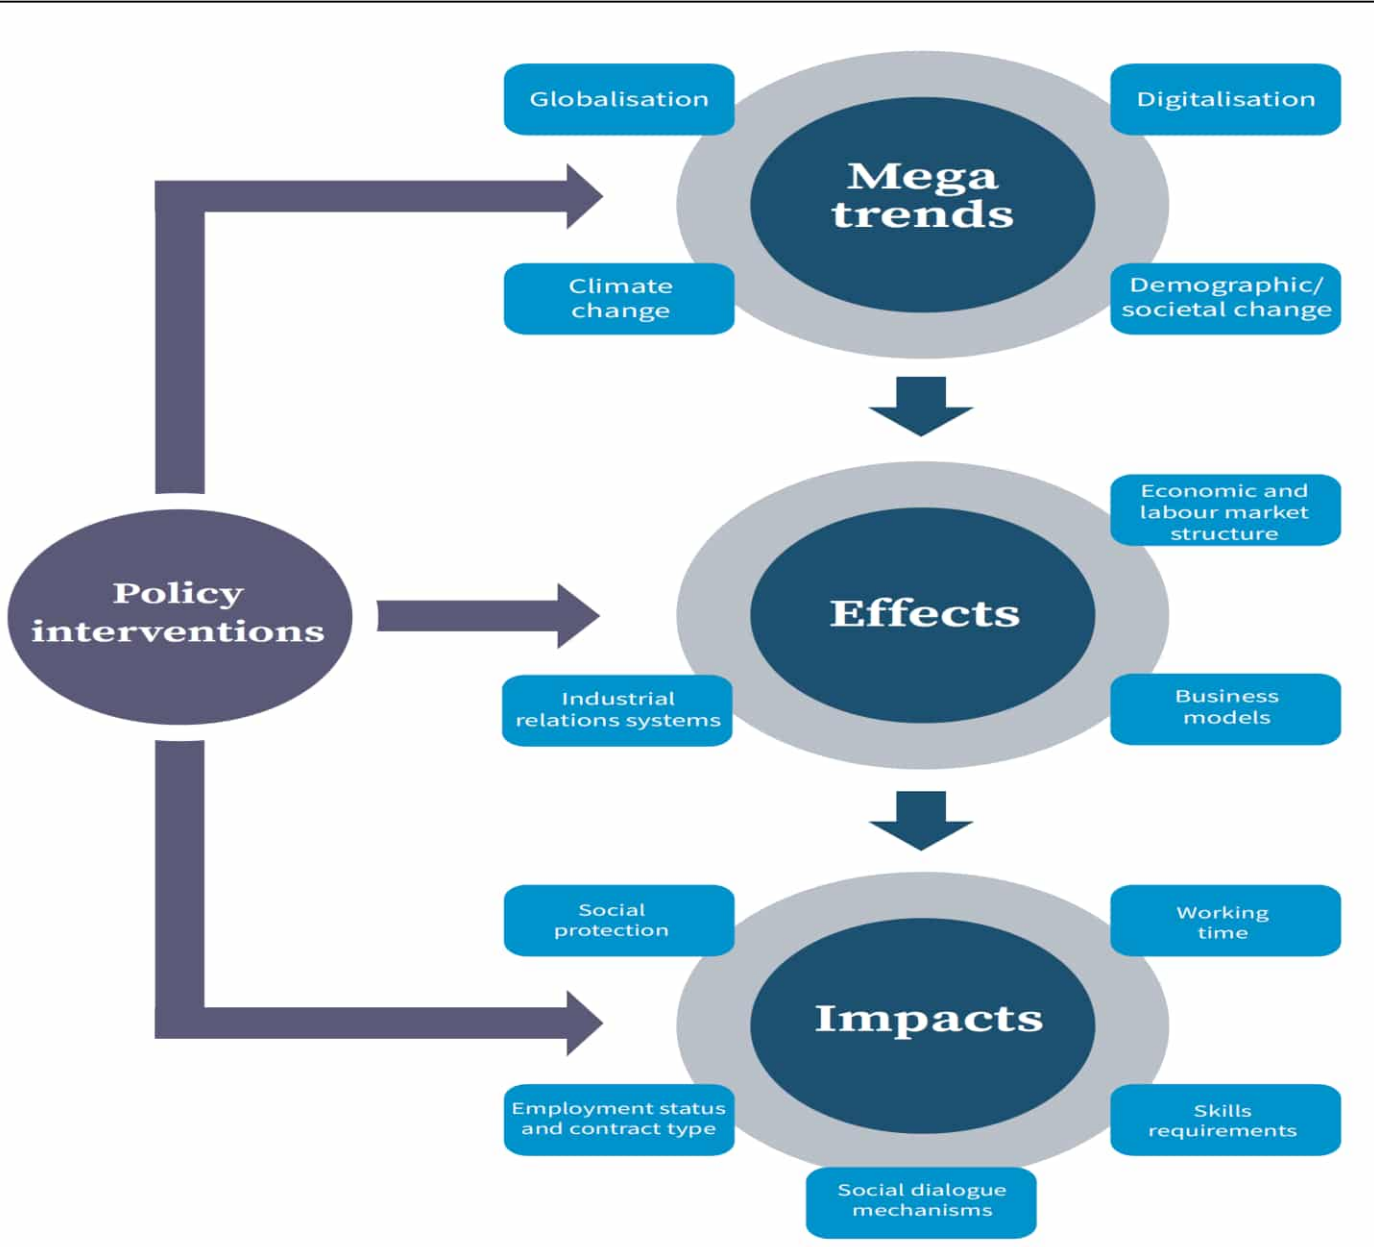 Globalisation
Digitalisation
Mega
trends
Climate
change
Demographic/
societal change
Economic and
labour market
structure
Policy
interventions
Effects
Industrial
relations systems
Business
models
Social
protection
Working
time
Impacts
Employment status
and contract type
Skills
requirements
Social dialogue
mechanisms